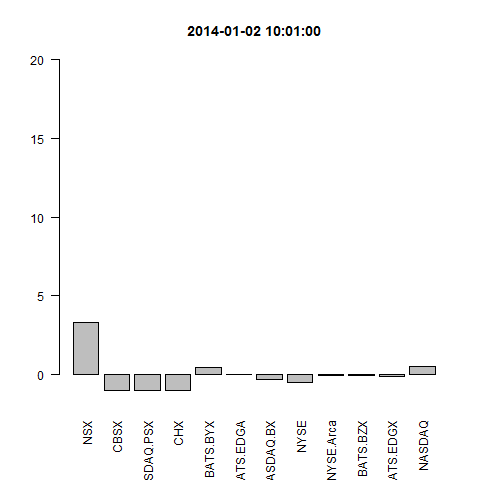 2014-01-02 10:01:00
20
15
10
5
0
NSX
CBSX
SDAQ.PSX
CHX
BATS.BYX
ATS.EDGA
ASDAQ.BX
NYSE
NYSE.Arca
BATS.BZX
ATS.EDGX
NASDAQ